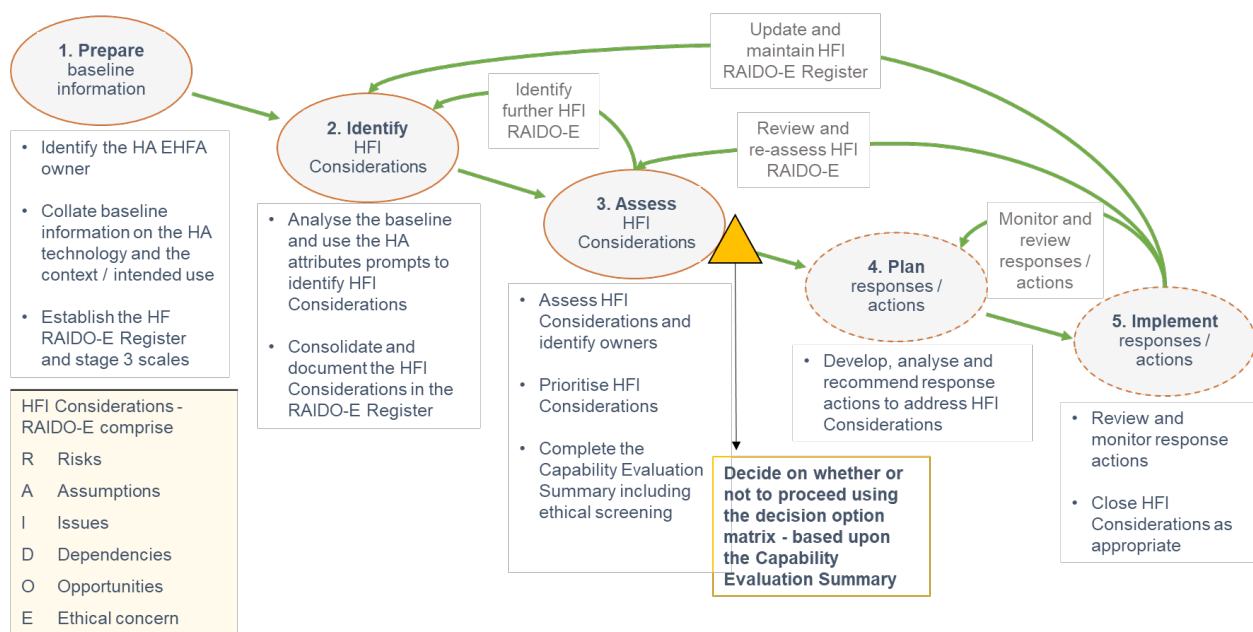 1. Prepare
baseline
information
• Identify the HA EHFA
owner
• Collate baseline
information on the HA
technology and the
context / intended use
• Establish the HF
RAIDO-E Register
and stage 3 scales
HFI Considerations -
RAIDO-E comprise
R Risks
A Assumptions
I Issues
D Dependencies
O Opportunities
E Ethical concern
2. Identify
HFI
Considerations
• Analyse the baseline
and use the HA
attributes prompts to
identify HFI
Considerations
• Consolidate and
document the HFI
Considerations in the
RAIDO-E Register
Identify
further HFI
RAIDO-E
3. Assess
HFI
Considerations
• Assess HFI
Considerations and
identify owners
• Prioritise HFI
Considerations
• Complete the
Capability Evaluation
Summary including
ethical screening
Decide on whether or
not to proceed using
the decision option
matrix - based upon
the Capability
Evaluation Summary
Update and
maintain HFI
RAIDO-E Register
Review and
re-assess HFI
RAIDO-E
Monitor and
review
responses /
actions
4. Plan
responses /
actions
• Develop, analyse and
recommend response
actions to address HFI
Considerations
5. Implement
responses /
actions
• Review and
monitor response
actions
• Close HFI
Considerations as
appropriate